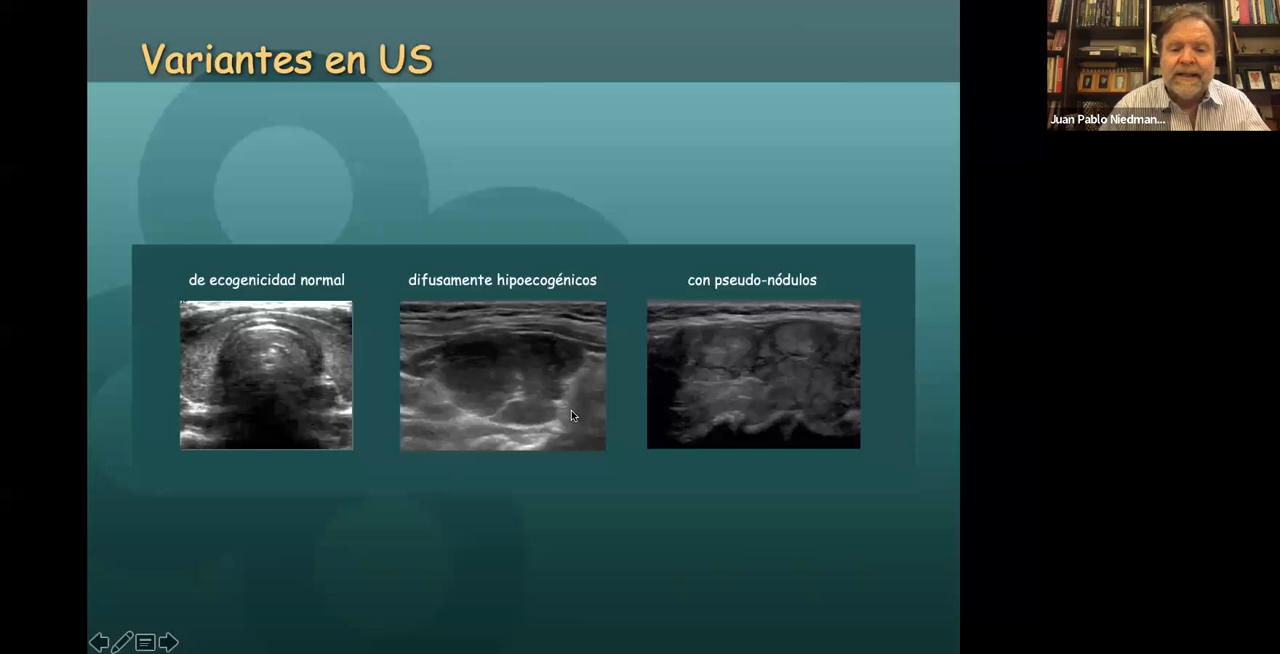 Variantes en US
Juan Pablo Niedman...
de ecogenicidad normal
difusamente hipoecogénicos
con pseudo-nódulos